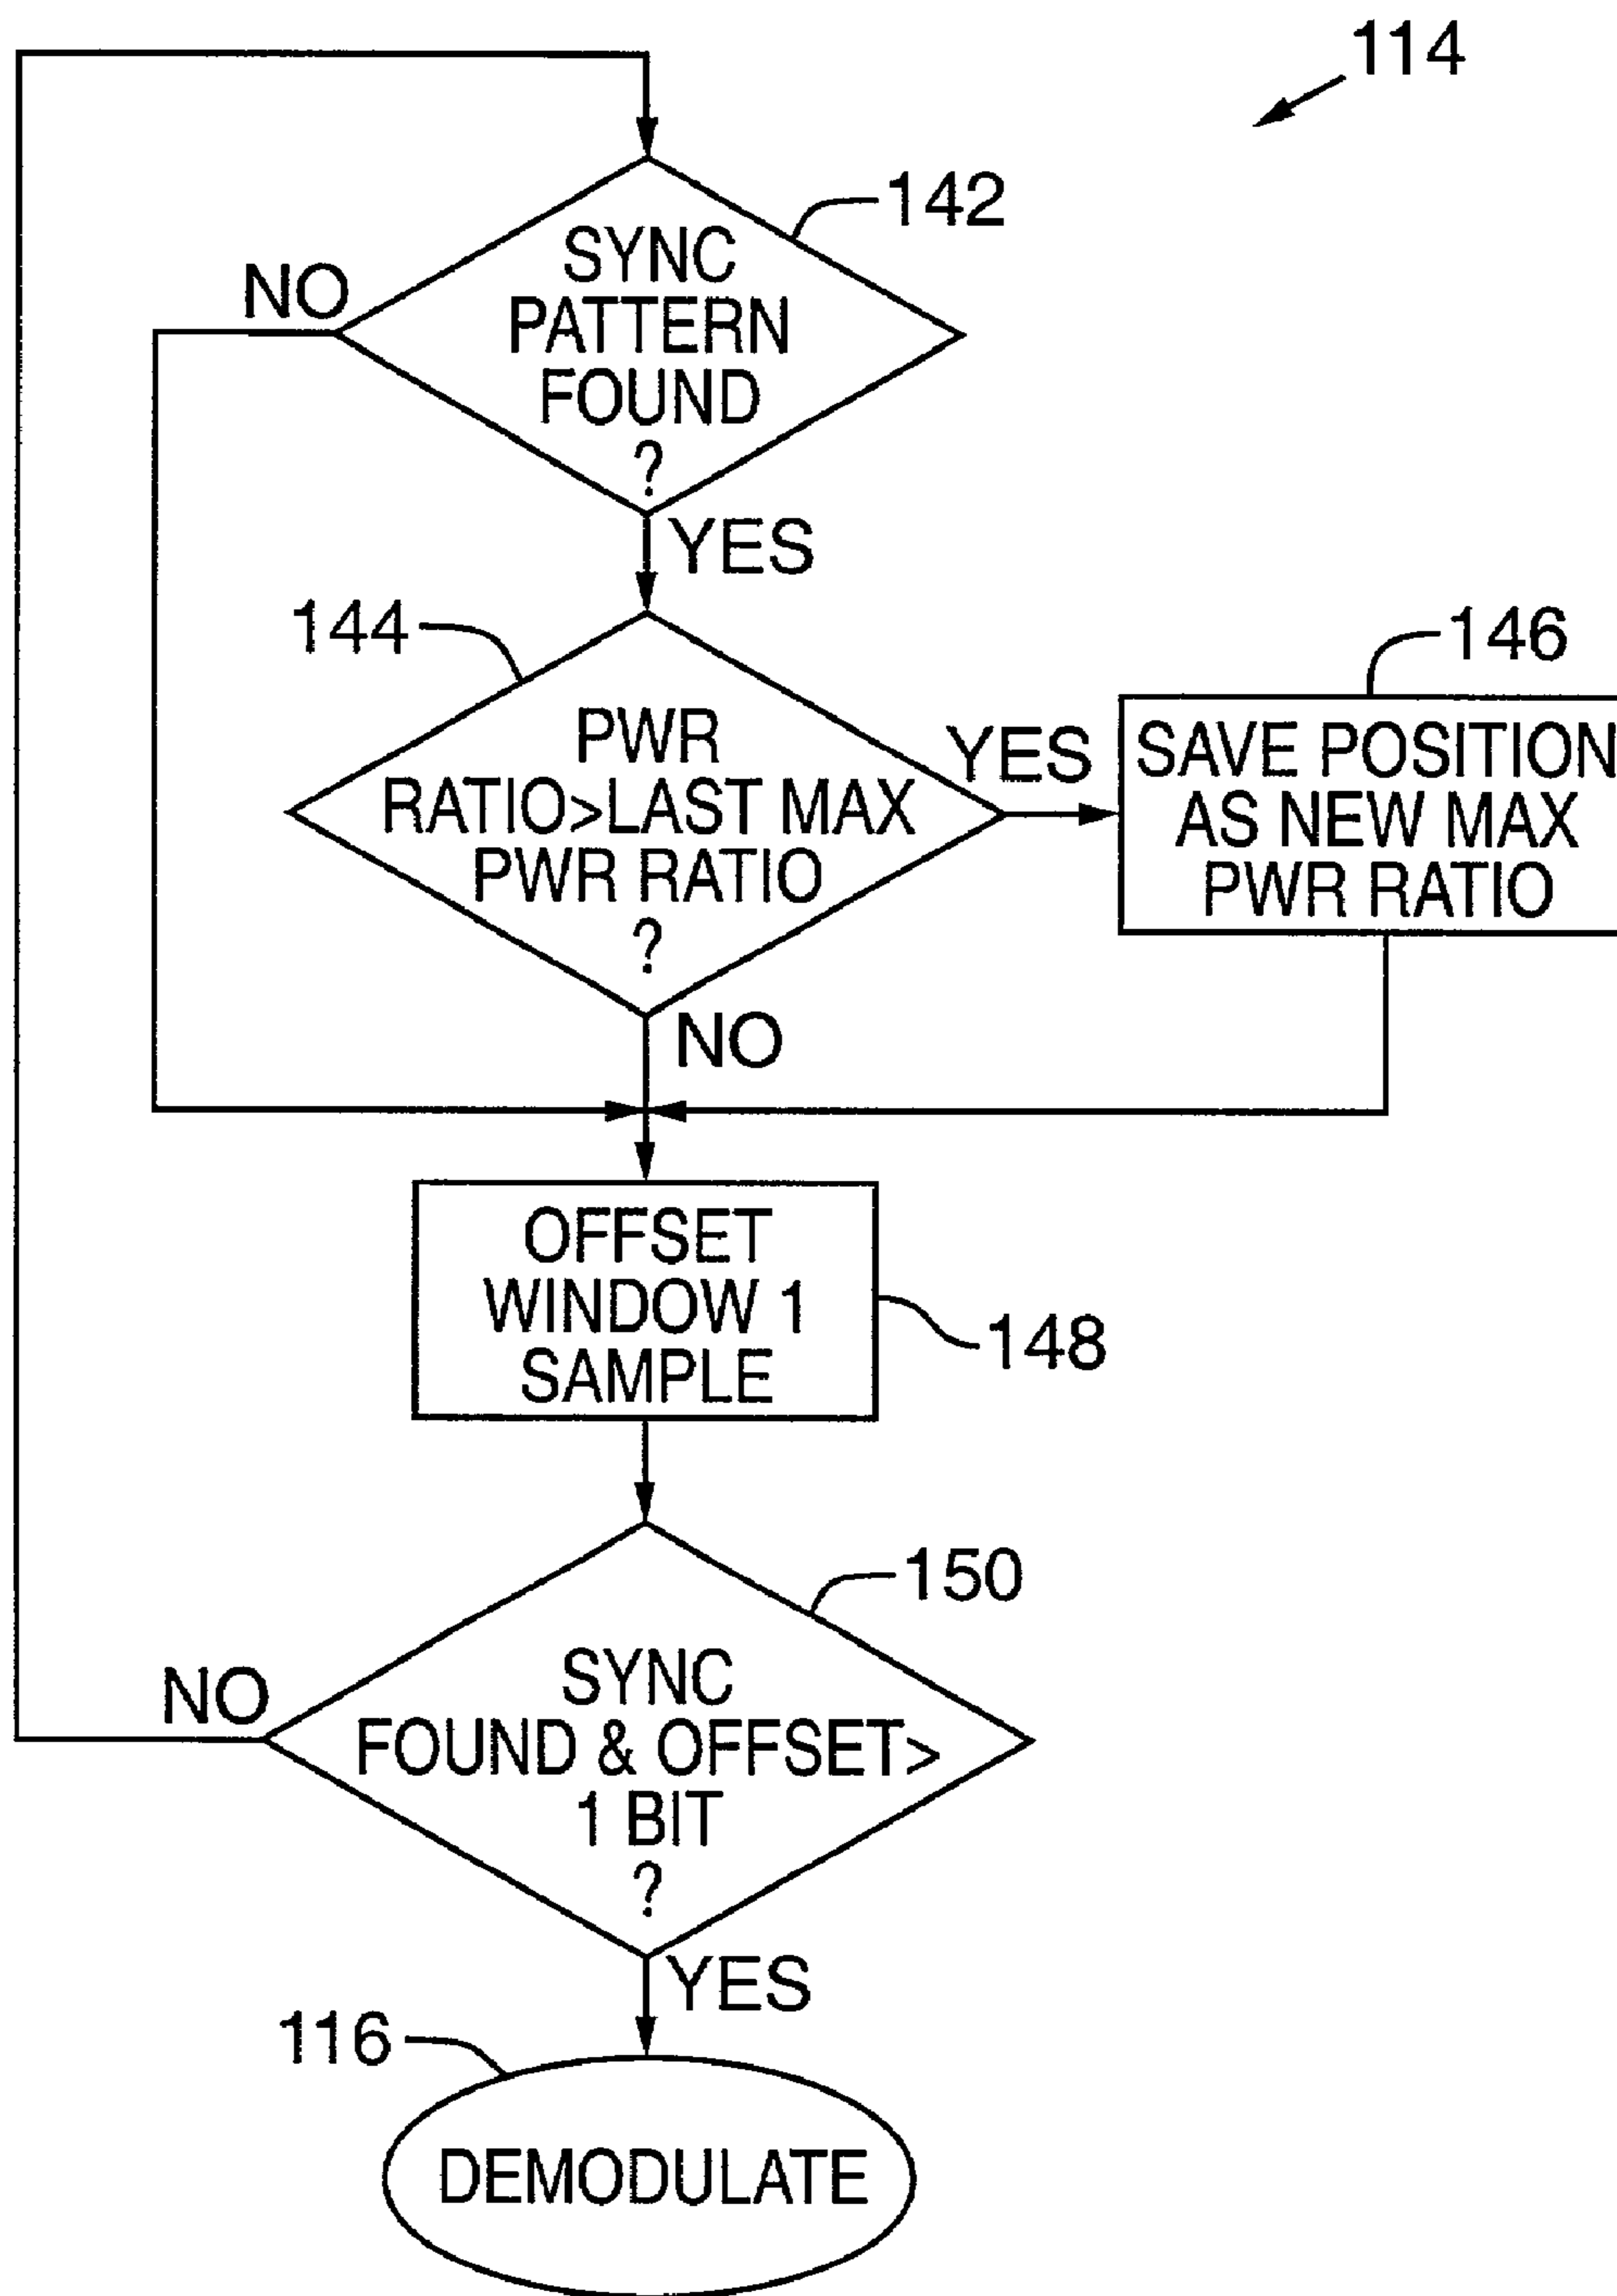 114
142
SYNC
PATTERN
FOUND
?
NO
YES
144
PWR
RATIO>LAST MAX
PWR RATIO
?
YES
146
SAVE POSITION
AS NEW MAX
PWR RATIO
NO
OFFSET
WINDOW 1
SAMPLE
148
150
SYNC
FOUND & OFFSET>
1 BIT
?
NO
YES
116
DEMODULATE